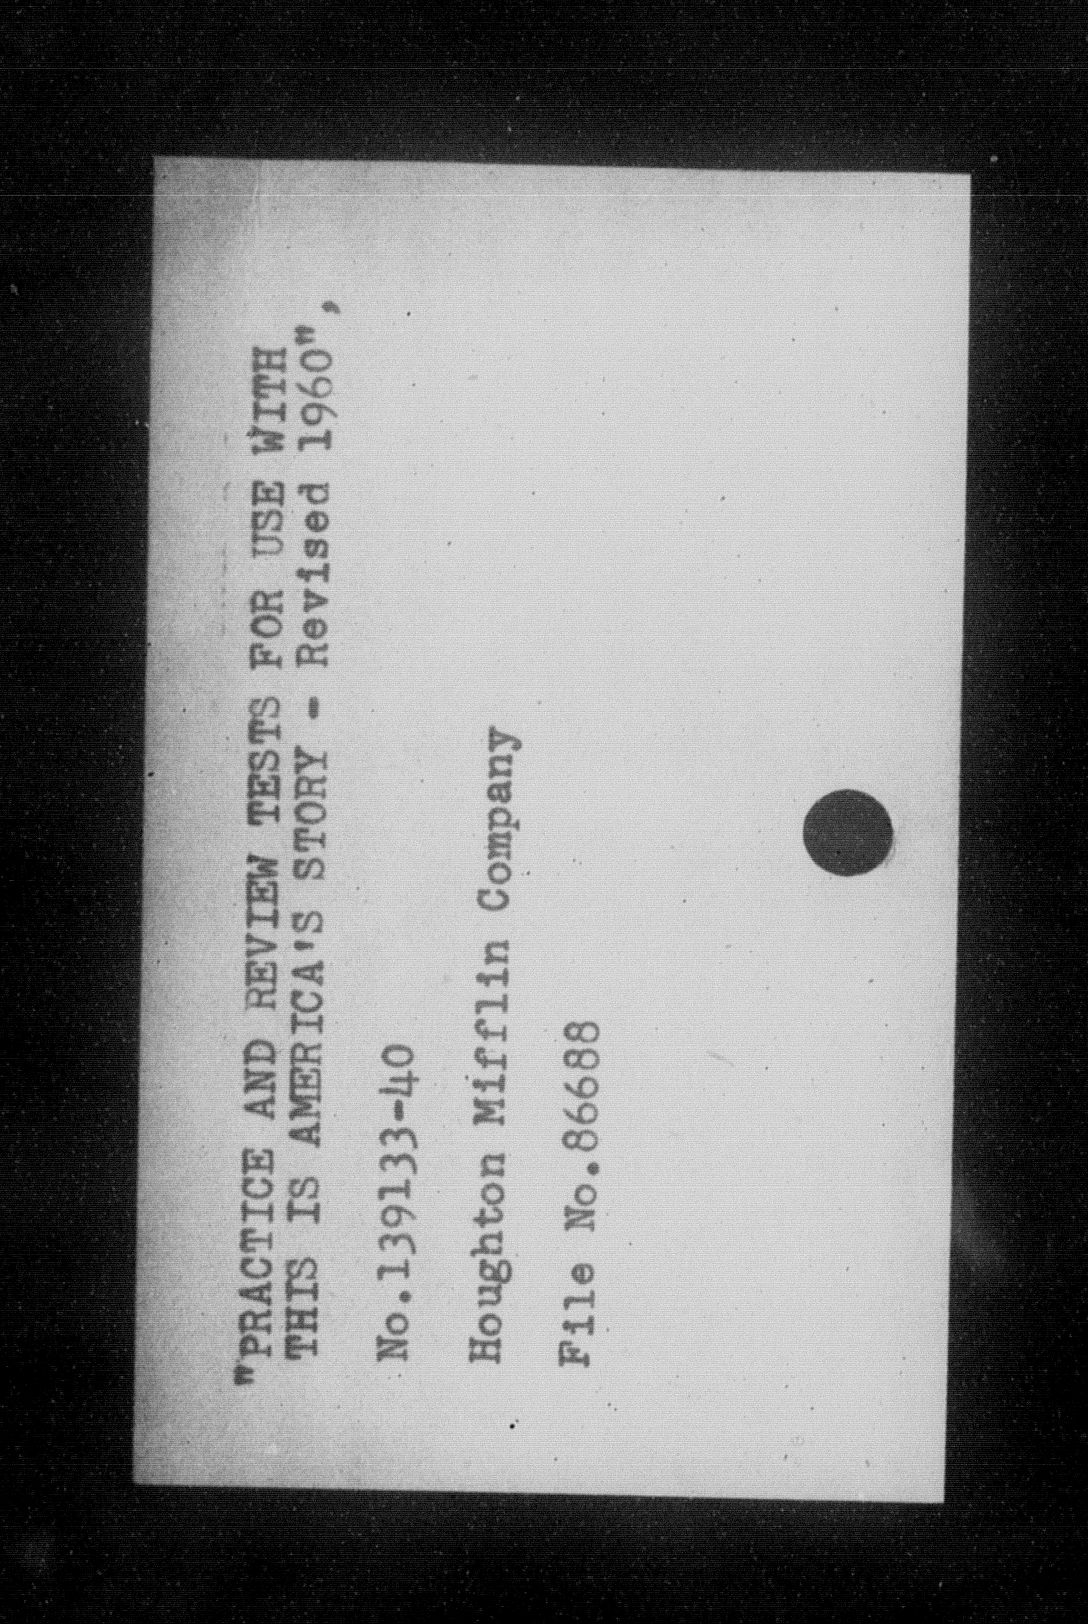 "PRACTICE AND REVIEW TESTS FOR USE WITH
THIS IS AMERICA'S STORY - Revised 1960",
No.139133-40
Houghton Mifflin Company
File No.86688